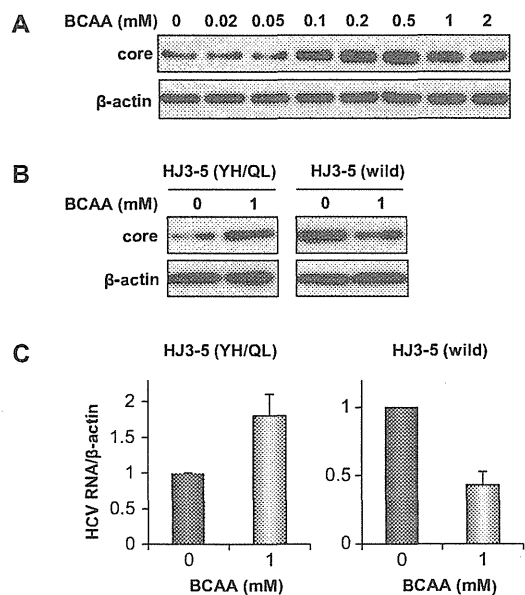 A
BCAA (mM) 0 0.02 0.05 0.1 0.2 0.5 1 2
core
β-actin
B
HJ3-5 (YH/QL) HJ3-5 (wild)
BCAA (mM) 0 1 0 1
core
β-actin
C
HJ3-5 (YH/QL) HJ3-5 (wild)
HCV RNA/β-actin
2
1.5
1
0.5
0
0 1
BCAA (mM)
1
0.5
0
0 1
BCAA (mM)